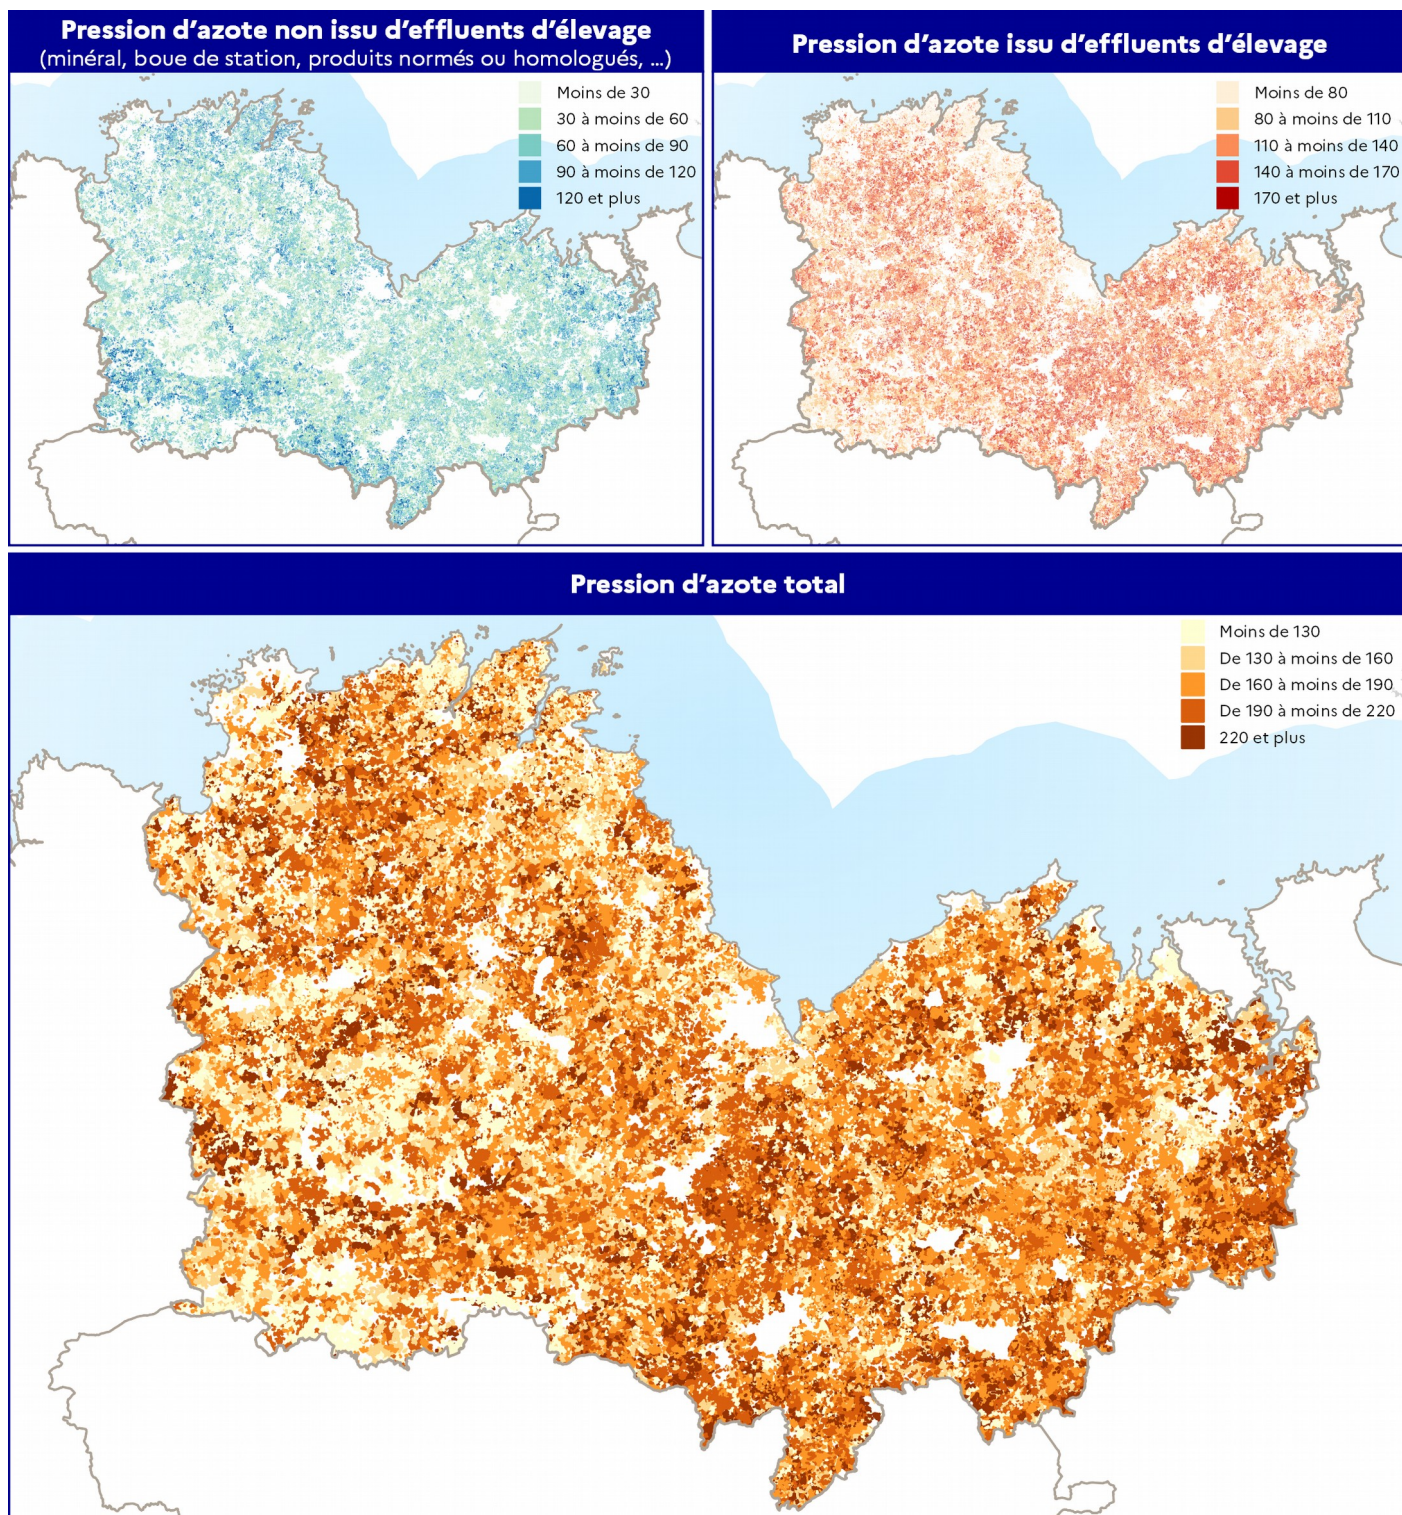 Pression d'azote non issu d'effluents d'élevage
(minéral, boue de station, produits normés ou homologués, ...)
Moins de 30
30 à moins de 60
60 à moins de 90
90 à moins de 120
120 et plus
Pression d'azote issu d'effluents d'élevage
Moins de 80
80 à moins de 110
110 à moins de 140
140 à moins de 170
170 et plus
Pression d'azote total
Moins de 130
De 130 à moins de 160
De 160 à moins de 190
De 190 à moins de 220
220 et plus